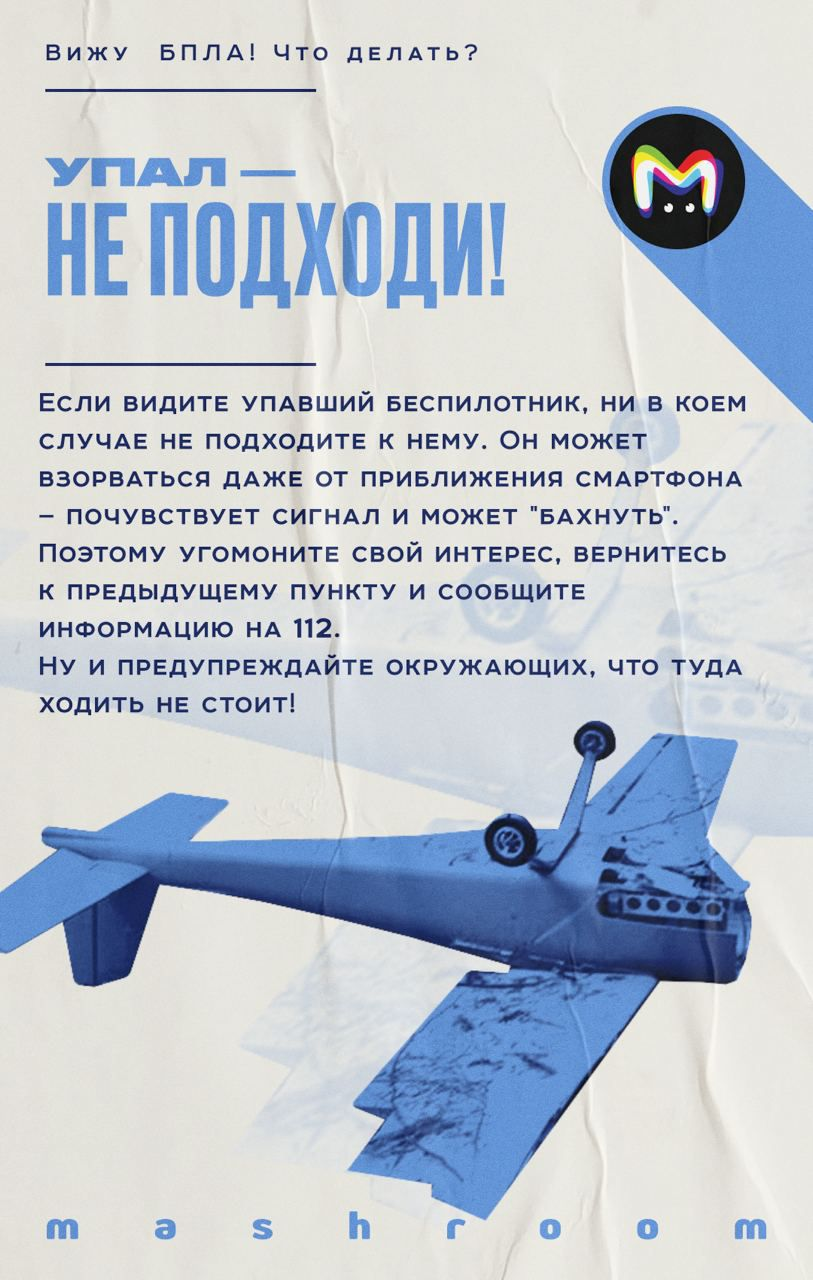 Вижу БПЛА! Что делать?
УПАЛ —
НЕ ПОДХОДИ!
Если видите упавший беспилотник, ни в коем
случае не подходите к нему. Он может
взорваться даже от приближения смартфона
– почувствует сигнал и может "бахнуть".
Поэтому угомоните свой интерес, вернитесь
к предыдущему пункту и сообщите
информацию на 112.
Ну и предупреждайте окружающих, что туда
ходить не стоит!
mashroom